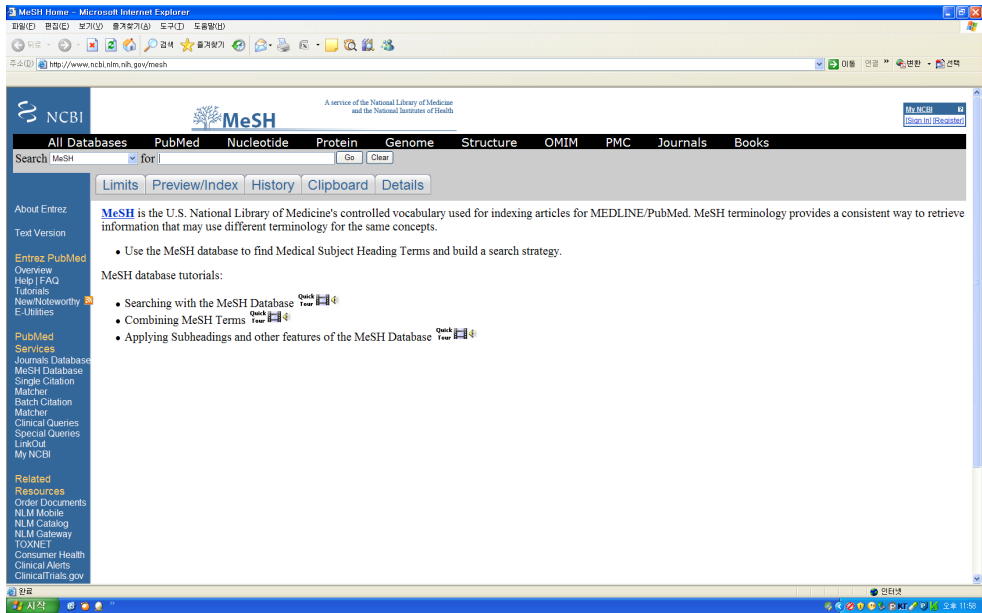 MeSH Home - Microsoft Internet Explorer
파일(F) 편집(E) 보기(V) 즐겨찾기(A) 도구(T) 도움말(H)
뒤로 검색 즐겨찾기
주소(D) http://www.ncbi.nlm.nih.gov/mesh 이동 연결 » 변환 선택
NCBI
MeSH
A service of the National Library of Medicine
and the National Institutes of Health
My NCBI
[Sign In] [Register]
All Databases PubMed Nucleotide Protein Genome Structure OMIM PMC Journals Books
Search MeSH for Go Clear
Limits Preview/Index History Clipboard Details
About Entrez
Text Version
Entrez PubMed
Overview
Help | FAQ
Tutorials
New/Noteworthy
E-Utilities
PubMed
Services
Journals Database
MeSH Database
Single Citation
Matcher
Batch Citation
Matcher
Clinical Queries
Special Queries
LinkOut
My NCBI
Related
Resources
Order Documents
NLM Mobile
NLM Catalog
NLM Gateway
TOXNET
Consumer Health
Clinical Alerts
ClinicalTrials.gov
MeSH is the U.S. National Library of Medicine's controlled vocabulary used for indexing articles for MEDLINE/PubMed. MeSH terminology provides a consistent way to retrieve
information that may use different terminology for the same concepts.
• Use the MeSH database to find Medical Subject Heading Terms and build a search strategy.
MeSH database tutorials:
• Searching with the MeSH Database Quick Tour
• Combining MeSH Terms Quick Tour
• Applying Subheadings and other features of the MeSH Database Quick Tour
완료 인터넷
시작 » 오후 11:58